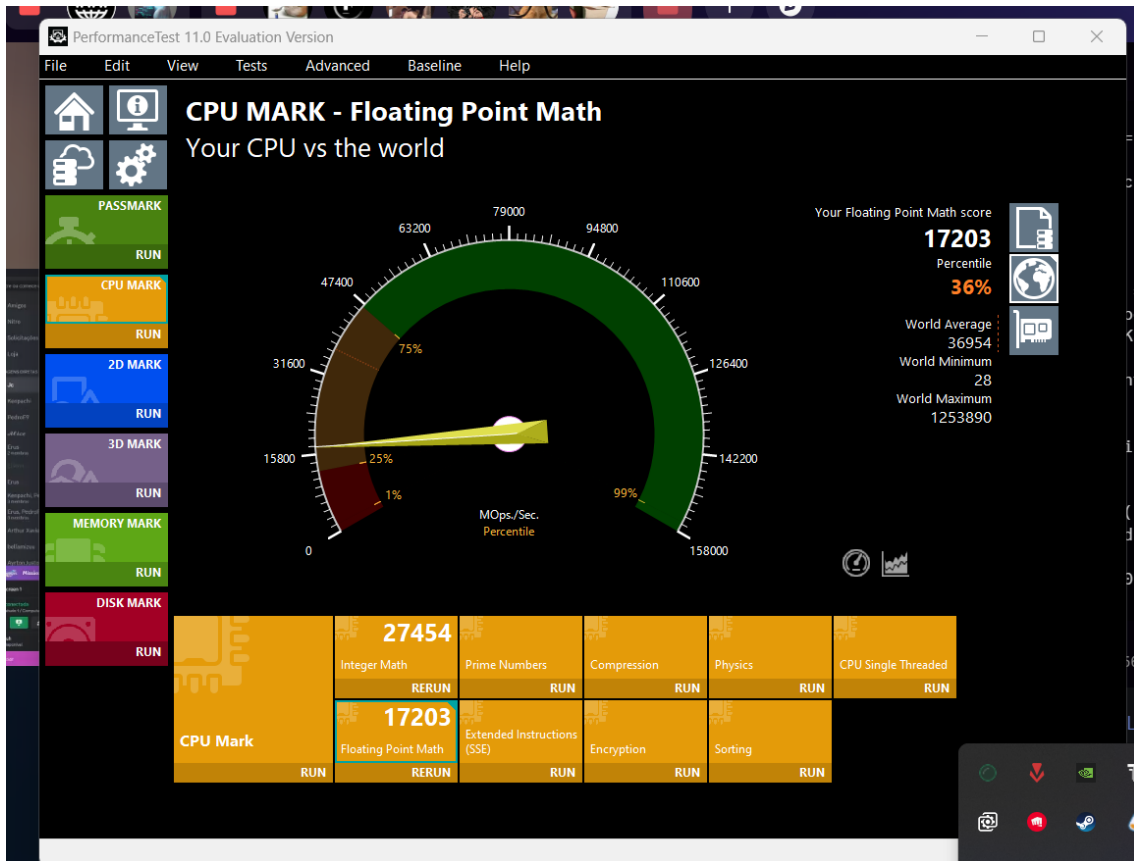 PerformanceTest 11.0 Evaluation Version
File Edit View Tests Advanced Baseline Help
CPU MARK - Floating Point Math
Your CPU vs the world
PASSMARK
RUN
CPU MARK
RUN
2D MARK
RUN
3D MARK
RUN
MEMORY MARK
RUN
DISK MARK
RUN
0
15800
31600
47400
63200
79000
94800
110600
126400
142200
158000
1%
25%
75%
99%
MOps./Sec.
Percentile
Your Floating Point Math score
17203
Percentile
36%
World Average
36954
World Minimum
28
World Maximum
1253890
CPU Mark
RUN
27454
Integer Math
RERUN
Prime Numbers
RUN
Compression
RUN
Physics
RUN
CPU Single Threaded
RUN
17203
Floating Point Math
RERUN
Extended Instructions
(SSE)
RUN
Encryption
RUN
Sorting
RUN
Amigos
Nitro
Loja